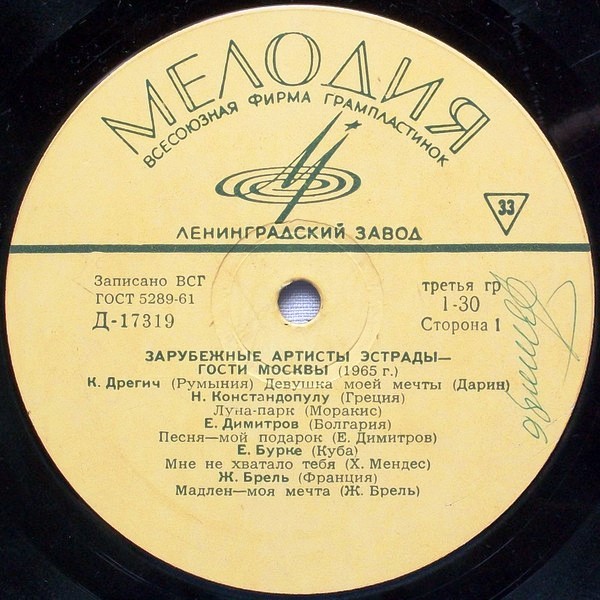 МЕЛОДИЯ
ВСЕСОЮЗНАЯ ФИРМА ГРАМПЛАСТИНОК
33
ЛЕНИНГРАДСКИЙ ЗАВОД
Записано ВСГ
ГОСТ 5289-61
Д-17319
третья гр
1-30
Сторона 1
ЗАРУБЕЖНЫЕ АРТИСТЫ ЭСТРАДЫ—
ГОСТИ МОСКВЫ (1965 г.)
К. Дрегич (Румыния) Девушка моей мечты (Дарин)
Н. Константопулу (Греция)
Луна-парк (Моракис)
Е. Димитров (Болгария)
Песня—мой подарок (Е. Димитров)
Е. Бурке (Куба)
Мне не хватало тебя (Х. Мендес)
Ж. Брель (Франция)
Мадлен—моя мечта (Ж. Брель)